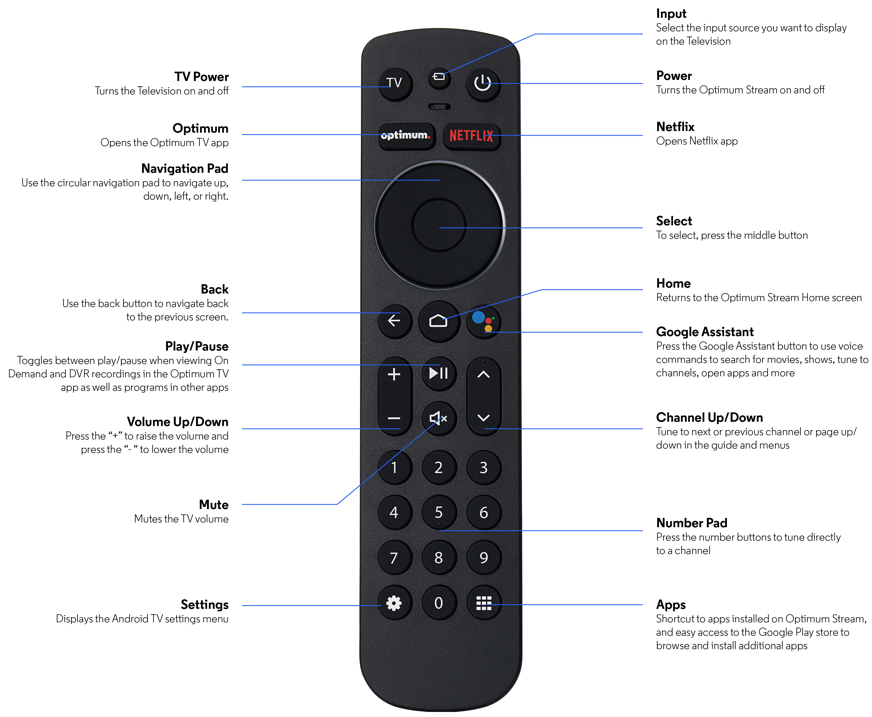 Input
Select the input source you want to display
on the Television
TV Power
Turns the Television on and off
Power
Turns the Optimum Stream on and off
Optimum
Opens the Optimum TV app
Netflix
Opens Netflix app
Navigation Pad
Use the circular navigation pad to navigate up,
down, left, or right.
Select
To select, press the middle button
Back
Use the back button to navigate back
to the previous screen.
Home
Returns to the Optimum Stream Home screen
Google Assistant
Press the Google Assistant button to use voice
commands to search for movies, shows, tune to
channels, open apps and more
Play/Pause
Toggles between play/pause when viewing On
Demand and DVR recordings in the Optimum TV
app as well as programs in other apps
Volume Up/Down
Press the “+” to raise the volume and
press the “- “ to lower the volume
Channel Up/Down
Tune to next or previous channel or page up/
down in the guide and menus
Mute
Mutes the TV volume
Number Pad
Press the number buttons to tune directly
to a channel
Settings
Displays the Android TV settings menu
Apps
Shortcut to apps installed on Optimum Stream,
and easy access to the Google Play store to
browse and install additional apps
TV
optimum.
NETFLIX
+
−
1 2 3
4 5 6
7 8 9
0